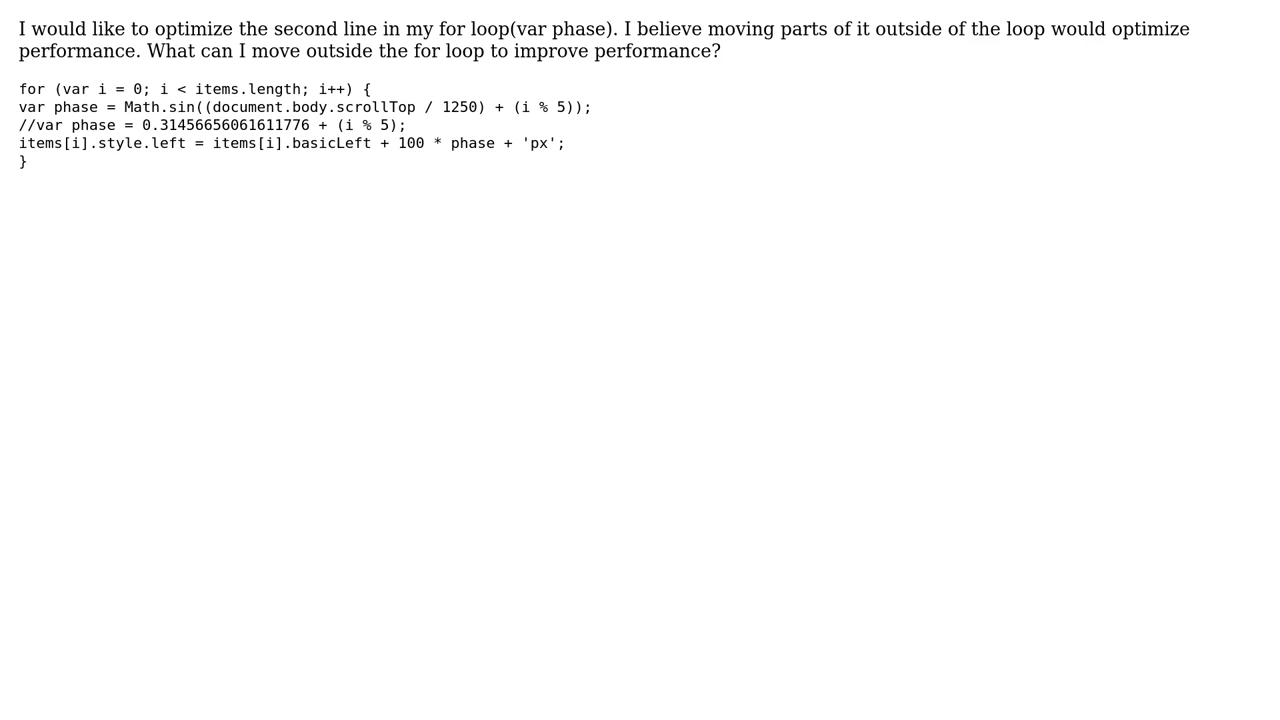 I would like to optimize the second line in my for loop(var phase). I believe moving parts of it outside of the loop would optimize
performance. What can I move outside the for loop to improve performance?
for (var i = 0; i < items.length; i++) {
var phase = Math.sin((document.body.scrollTop / 1250) + (i % 5));
//var phase = 0.31456656061611776 + (i % 5);
items[i].style.left = items[i].basicLeft + 100 * phase + 'px';
}